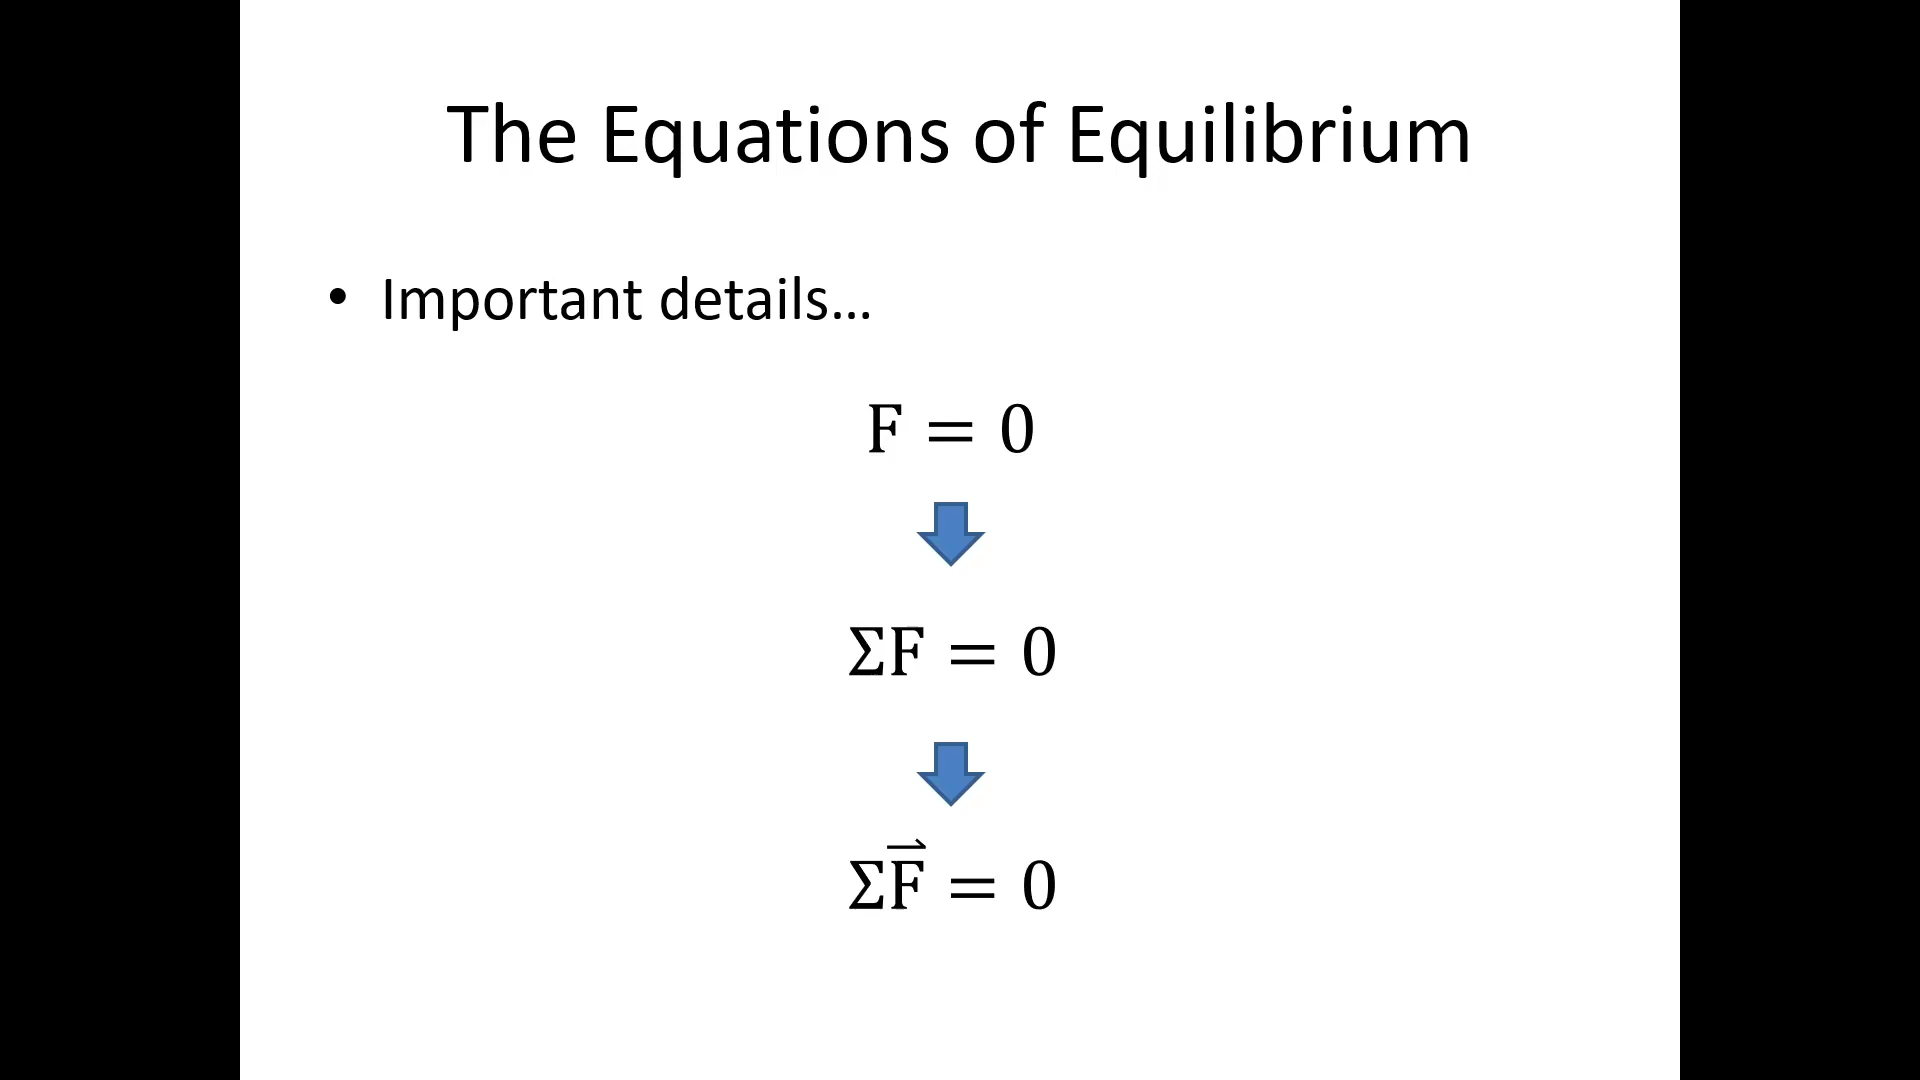 The Equations of Equilibrium
• Important details...
F = 0
ΣF = 0
ΣF⃗ = 0